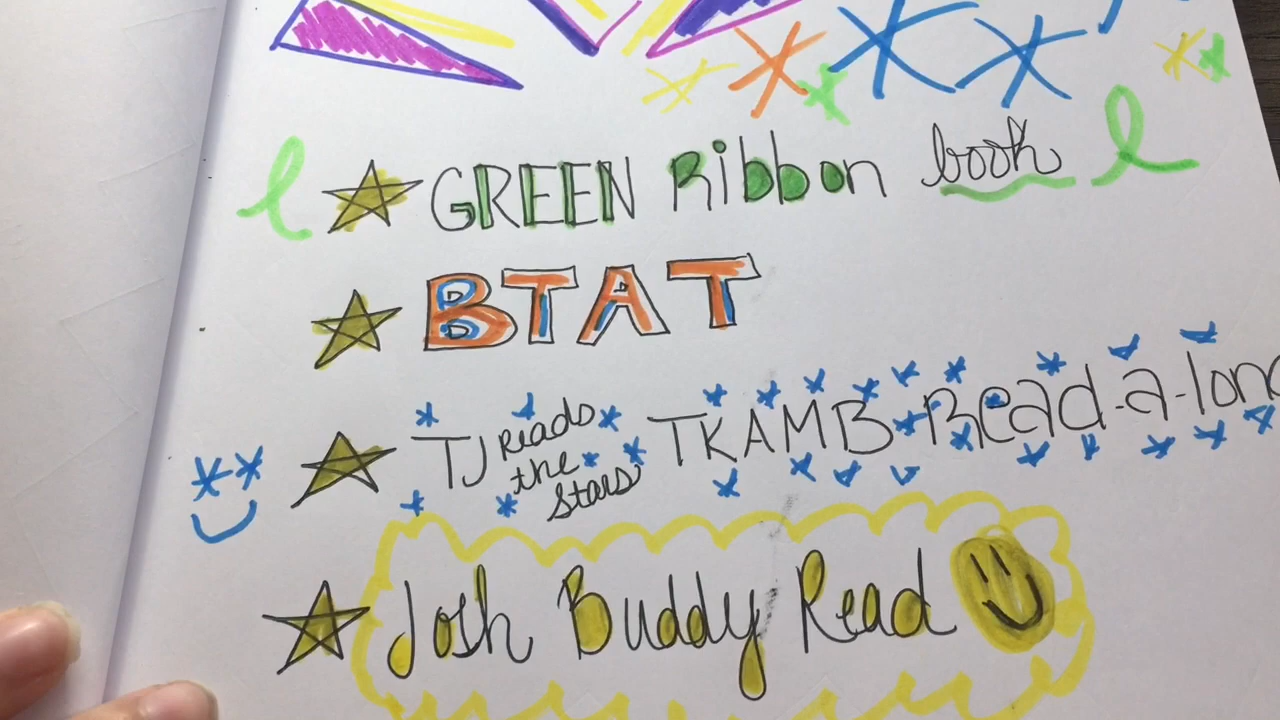 GREEN Ribbon book
BTAT
TJ Reads the Stars TKAMB Read-a-long
Josh Buddy Read